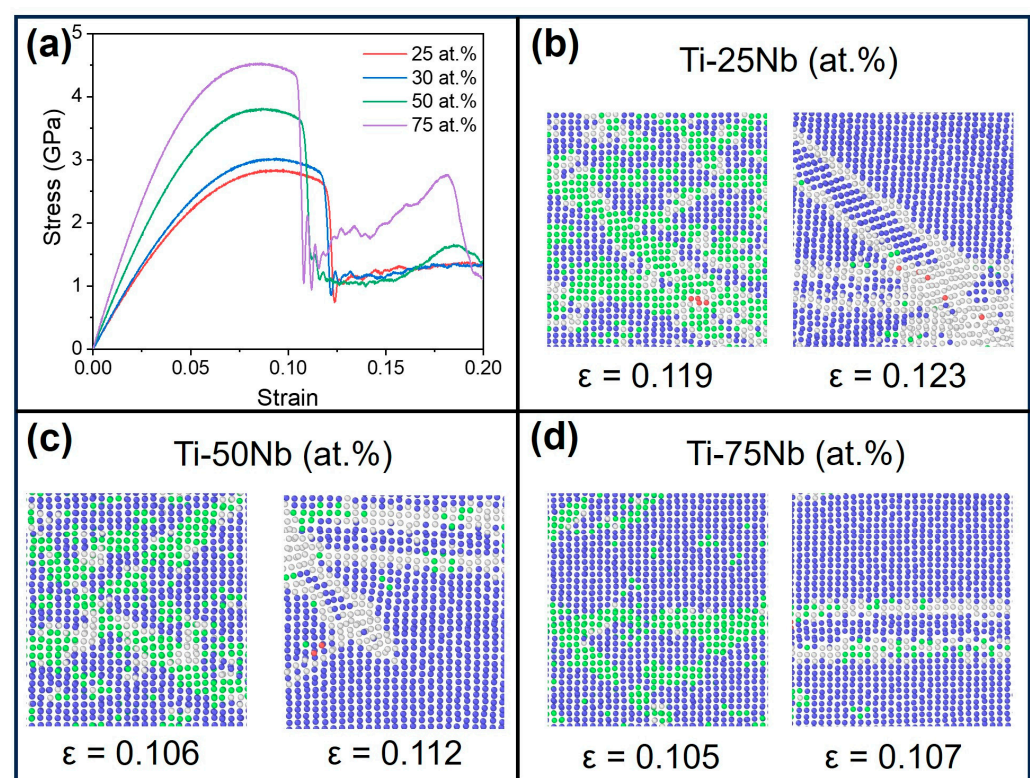 (a)
5
4
3
2
1
0
Stress (GPa)
25 at.%
30 at.%
50 at.%
75 at.%
0.00 0.05 0.10 0.15 0.20
Strain
(b)
Ti-25Nb (at.%)
ε = 0.119 ε = 0.123
(c)
Ti-50Nb (at.%)
ε = 0.106 ε = 0.112
(d)
Ti-75Nb (at.%)
ε = 0.105 ε = 0.107